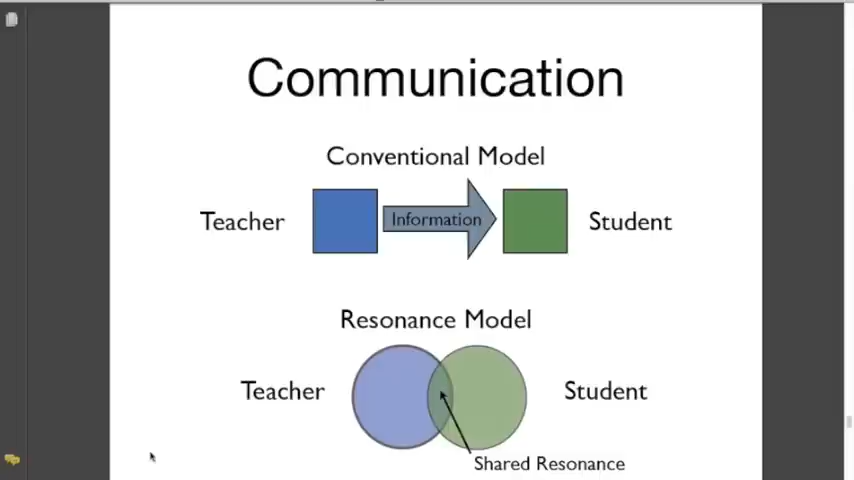 Communication
Conventional Model
Teacher
Information
Student
Resonance Model
Teacher
Student
Shared Resonance